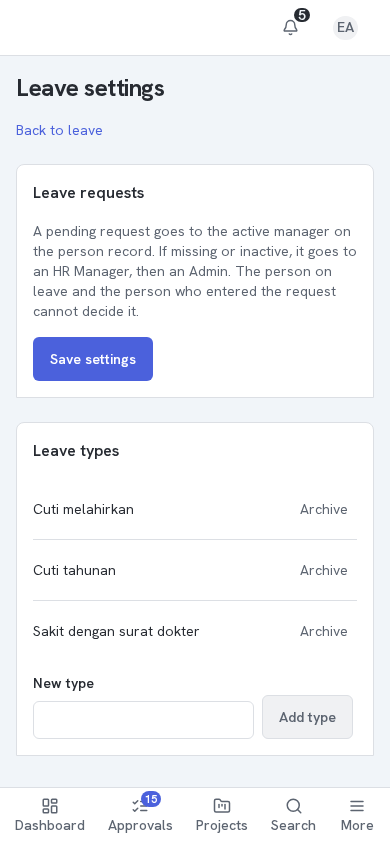 5
EA
Leave settings
Back to leave
Leave requests
A pending request goes to the active manager on
the person record. If missing or inactive, it goes to
an HR Manager, then an Admin. The person on
leave and the person who entered the request
cannot decide it.
Save settings
Leave types
Cuti melahirkan Archive
Cuti tahunan Archive
Sakit dengan surat dokter Archive
New type
Add type
15
Dashboard Approvals Projects Search More